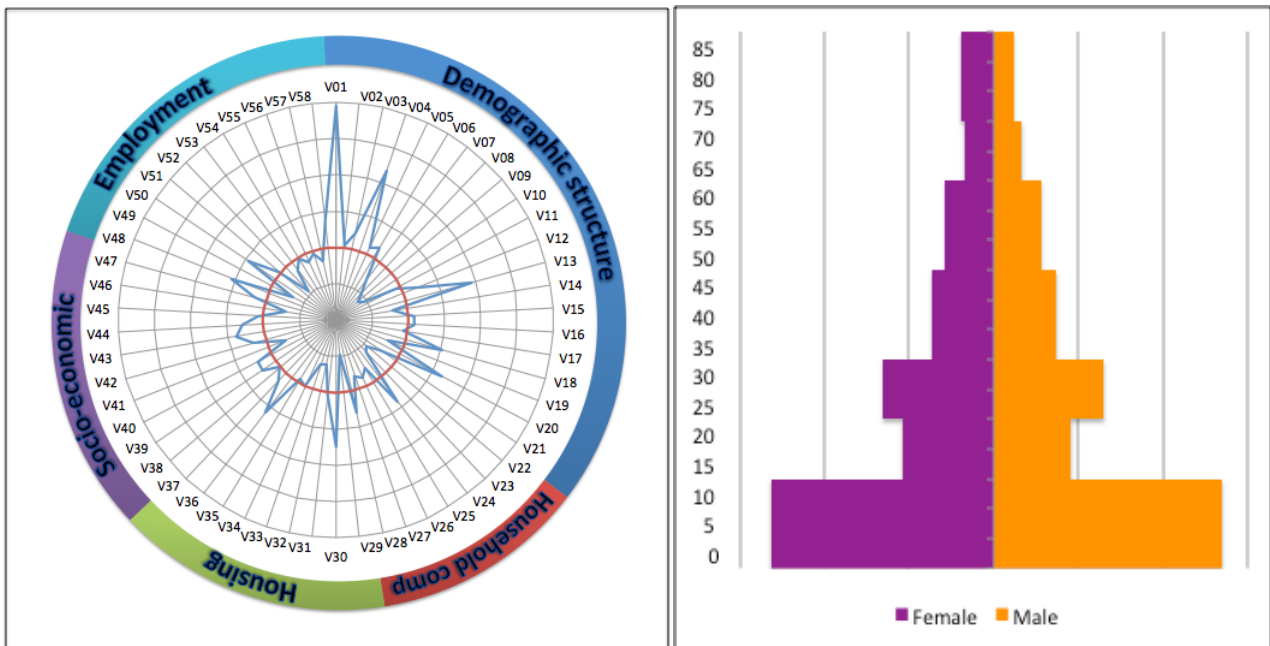 Demographic structure
Household comp
Housing
Socio-economic
Employment
V01
V02
V03
V04
V05
V06
V07
V08
V09
V10
V11
V12
V13
V14
V15
V16
V17
V18
V19
V20
V21
V22
V23
V24
V25
V26
V27
V28
V29
V30
V31
V32
V33
V34
V35
V36
V37
V38
V39
V40
V41
V42
V43
V44
V45
V46
V47
V48
V49
V50
V51
V52
V53
V54
V55
V56
V57
V58
85
80
75
70
65
60
55
50
45
40
35
30
25
20
15
10
5
0
Female Male